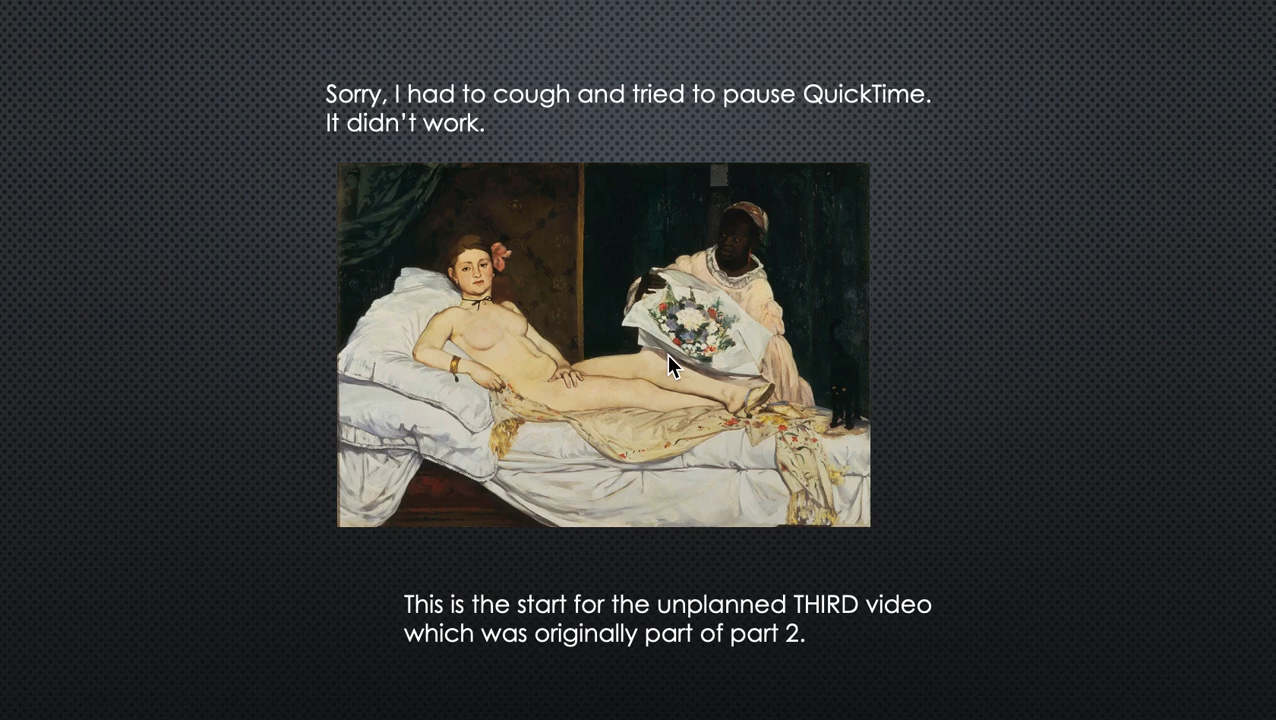 Sorry, I had to cough and tried to pause QuickTime.
It didn’t work.
This is the start for the unplanned THIRD video
which was originally part of part 2.